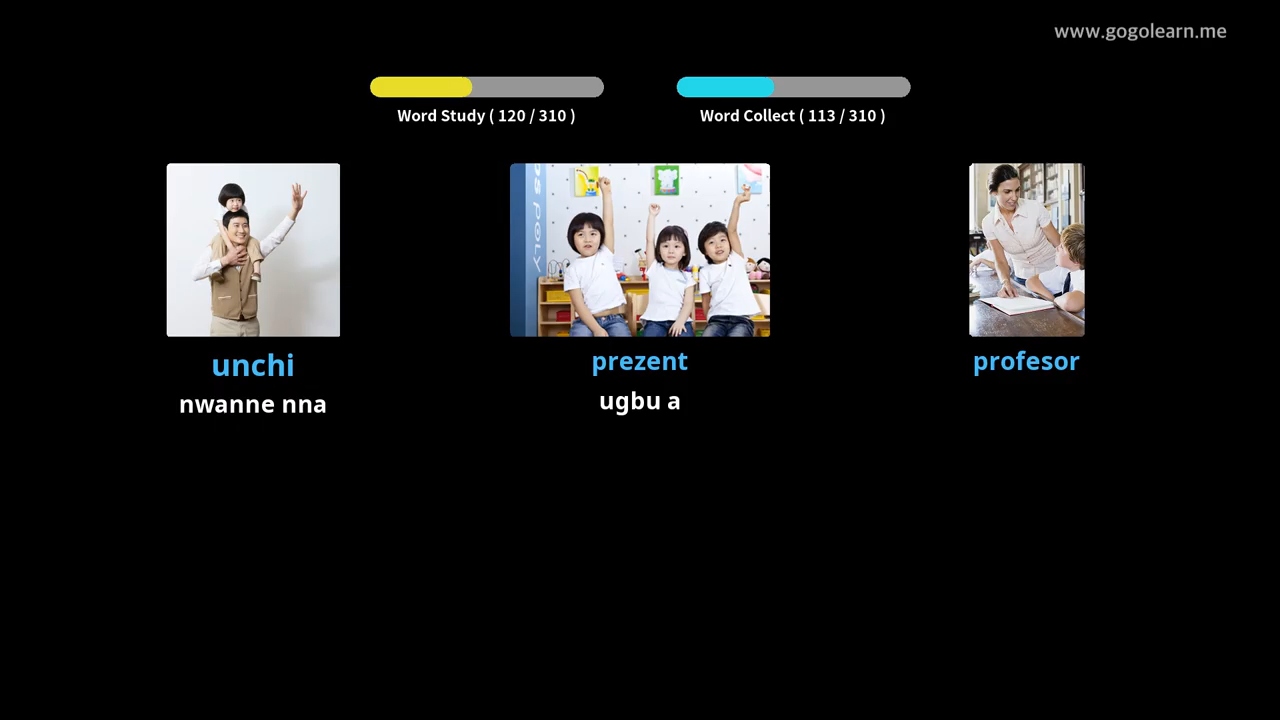 www.gogolearn.me
Word Study ( 120 / 310 )
Word Collect ( 113 / 310 )
unchi
prezent
profesor
nwanne nna
ugbu a